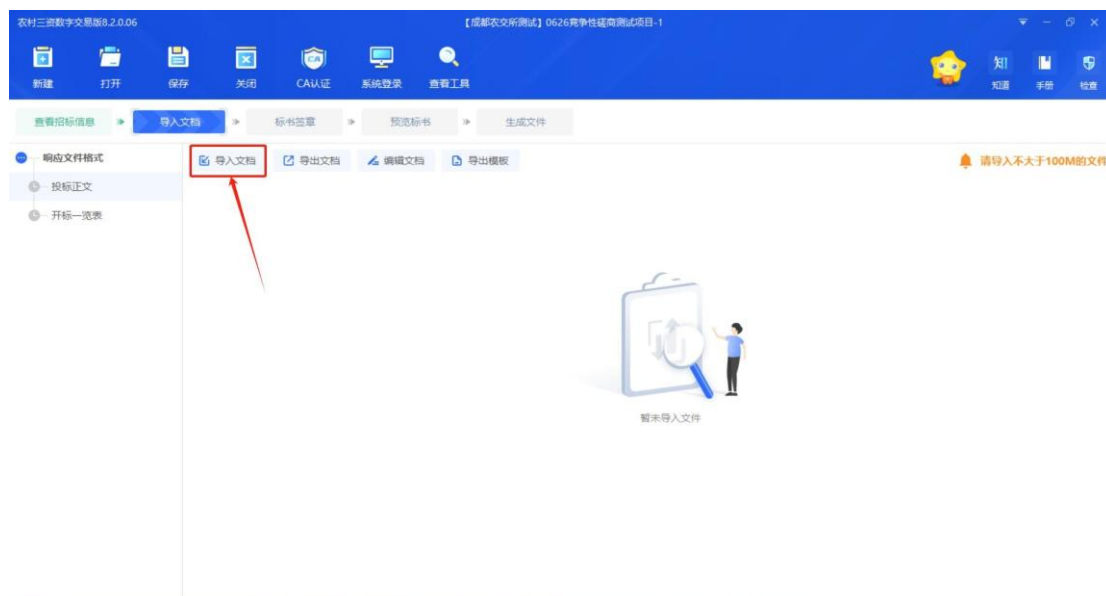 农村三资数字交易版8.2.0.06 【成都农交所测试】0626竞争性磋商测试项目-1
新建 打开 保存 关闭 CA认证 系统登录 查看工具 知道 手册 检查
查看招标信息 导入文档 标书签章 预览标书 生成文件
响应文件格式 导入文档 导出文档 编辑文档 导出模板 请导入不大于100M的文件
投标正文
开标一览表
暂未导入文件